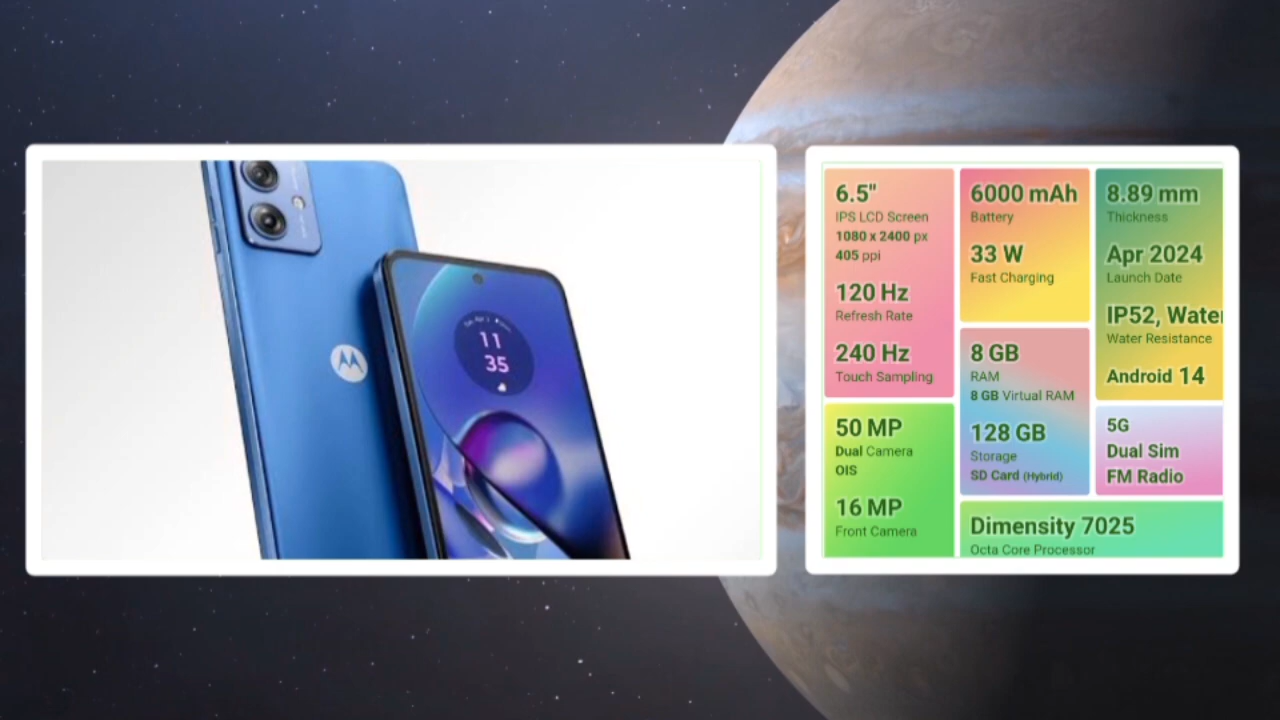 11
35
6.5"
IPS LCD Screen
1080 x 2400 px
405 ppi
120 Hz
Refresh Rate
240 Hz
Touch Sampling
50 MP
Dual Camera
OIS
16 MP
Front Camera
6000 mAh
Battery
33 W
Fast Charging
8 GB
RAM
8 GB Virtual RAM
128 GB
Storage
SD Card (Hybrid)
8.89 mm
Thickness
Apr 2024
Launch Date
IP52, Water
Water Resistance
Android 14
5G
Dual Sim
FM Radio
Dimensity 7025
Octa Core Processor